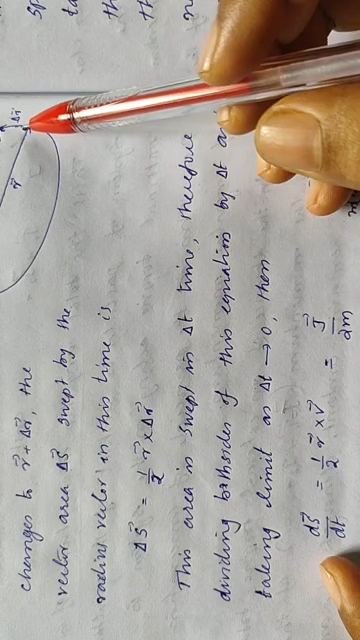 Δr⃗
r⃗
changes to r⃗ + Δr⃗, the
vector area ΔS⃗ swept by the
radius vector in this time is
ΔS⃗ = 1/2 r⃗ × Δr⃗
This area is swept in Δt time, therefore
dividing bothsides of this equation by Δt
taking limit as Δt → 0, then
dS⃗/dt = 1/2 r⃗ × v⃗ = J⃗/2m